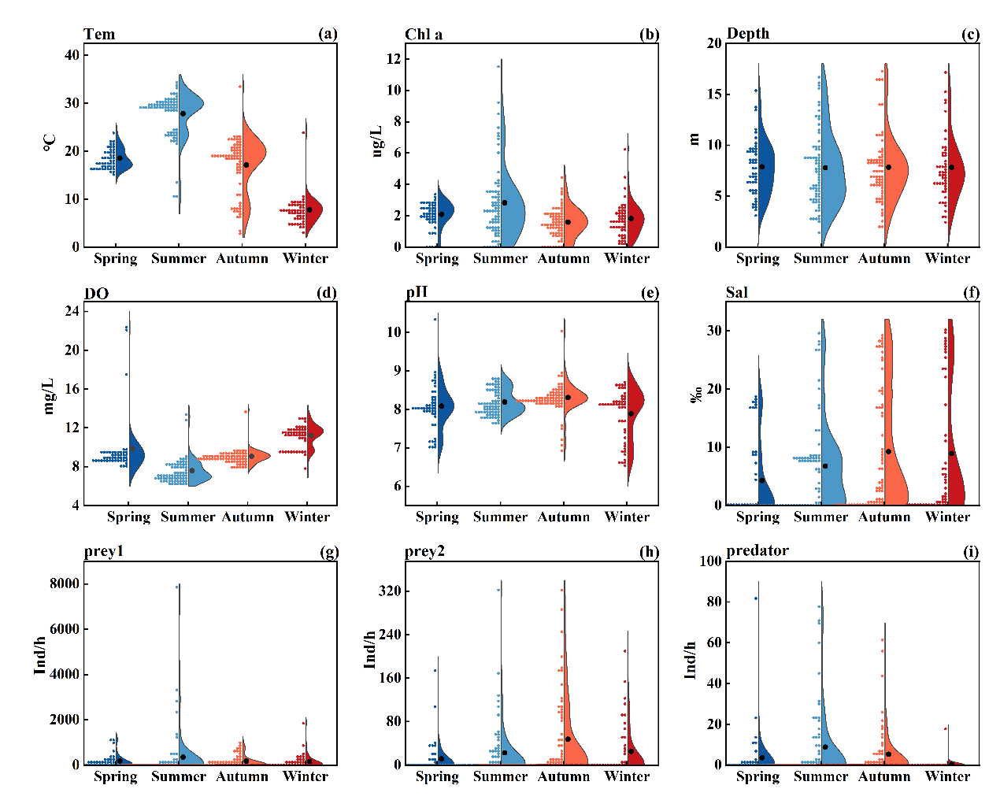 Tem (a) Chl a (b) Depth (c)
40 12 20
30 10 15
20 8 10
10 6 5
0 4 0
2
0
°C ug/L m
Spring Summer Autumn Winter Spring Summer Autumn Winter Spring Summer Autumn Winter
DO (d) pH (e) Sal (f)
24 10 30
20 9 20
16 8 10
12 7 0
8 6
4
mg/L ‰
Spring Summer Autumn Winter Spring Summer Autumn Winter Spring Summer Autumn Winter
prey1 (g) prey2 (h) predator (i)
8000 320 100
6000 240 80
4000 160 60
2000 80 40
0 0 20
0
Ind/h Ind/h Ind/h
Spring Summer Autumn Winter Spring Summer Autumn Winter Spring Summer Autumn Winter